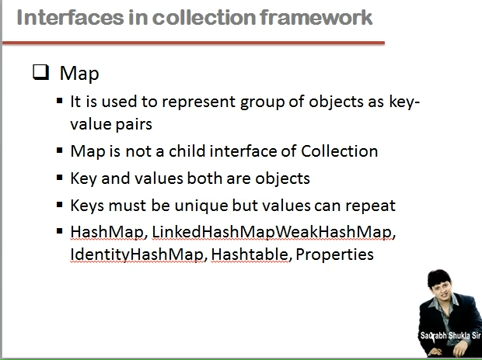 Interfaces in collection framework
Map
It is used to represent group of objects as key-
value pairs
Map is not a child interface of Collection
Key and values both are objects
Keys must be unique but values can repeat
HashMap, LinkedHashMapWeakHashMap,
IdentityHashMap, Hashtable, Properties
Saurabh Shukla Sir